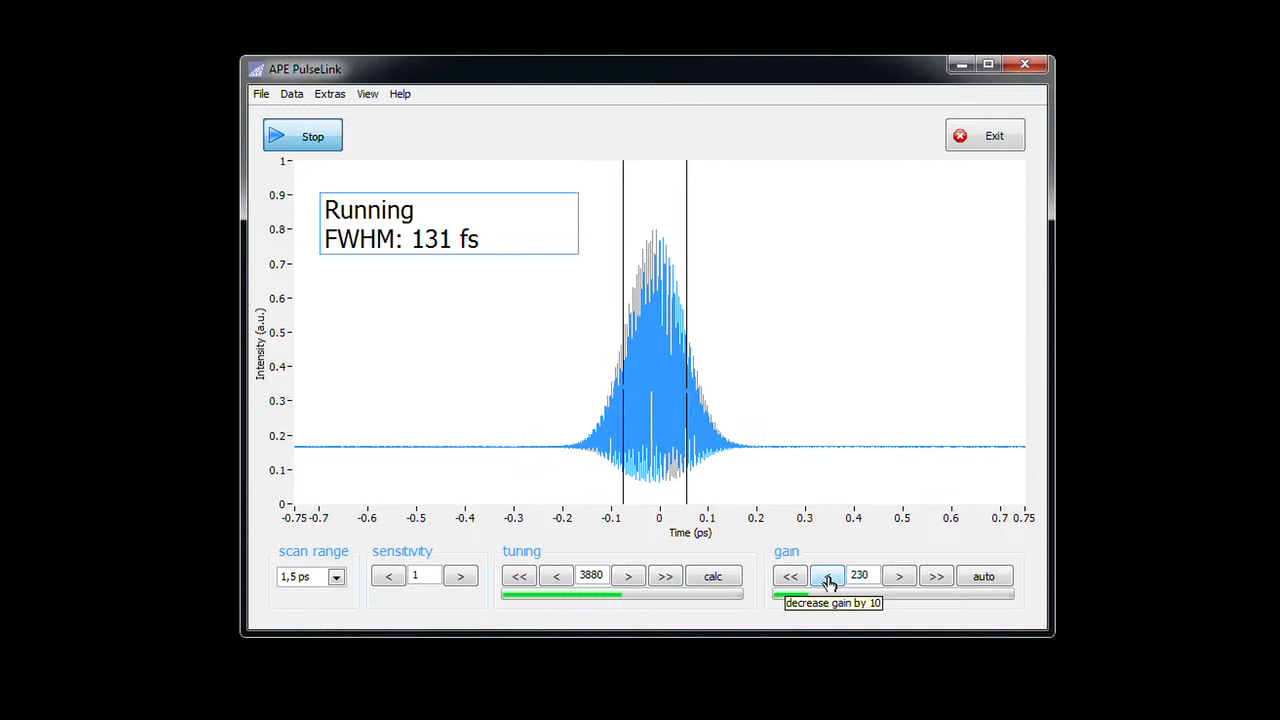 APE PulseLink
File Data Extras View Help
Stop
Exit
Running
FWHM: 131 fs
1
0.9
0.8
0.7
0.6
0.5
0.4
0.3
0.2
0.1
0
Intensity (a.u.)
-0.75 -0.7 -0.6 -0.5 -0.4 -0.3 -0.2 -0.1 0 0.1 0.2 0.3 0.4 0.5 0.6 0.7 0.75
Time (ps)
scan range sensitivity tuning gain
1,5 ps < 1 > << < 3880 > >> calc << < 230 > >> auto
decrease gain by 10